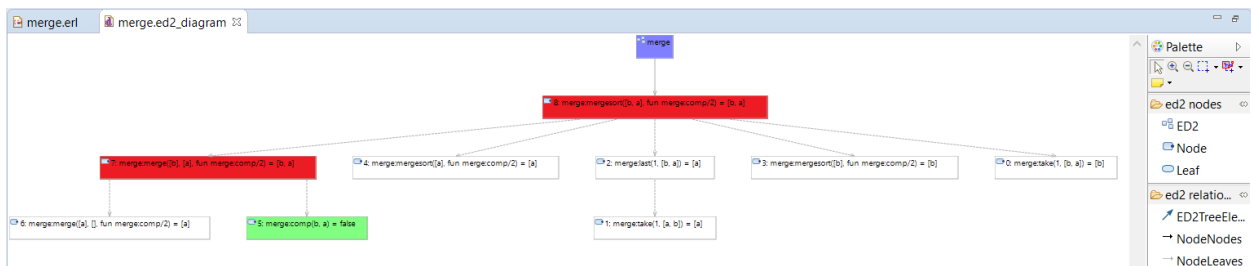 merge.erl
merge.ed2_diagram
merge
8: merge:mergesort([b, a], fun merge:comp/2) = [b, a]
7: merge:merge([b], [a], fun merge:comp/2) = [b, a]
4: merge:mergesort([a], fun merge:comp/2) = [a]
2: merge:last(1, [b, a]) = [a]
3: merge:mergesort([b], fun merge:comp/2) = [b]
0: merge:take(1, [b, a]) = [b]
6: merge:merge([a], [], fun merge:comp/2) = [a]
5: merge:comp(b, a) = false
1: merge:take(1, [a, b]) = [a]
Palette
ed2 nodes
ED2
Node
Leaf
ed2 relatio...
ED2TreeEle...
NodeNodes
NodeLeaves